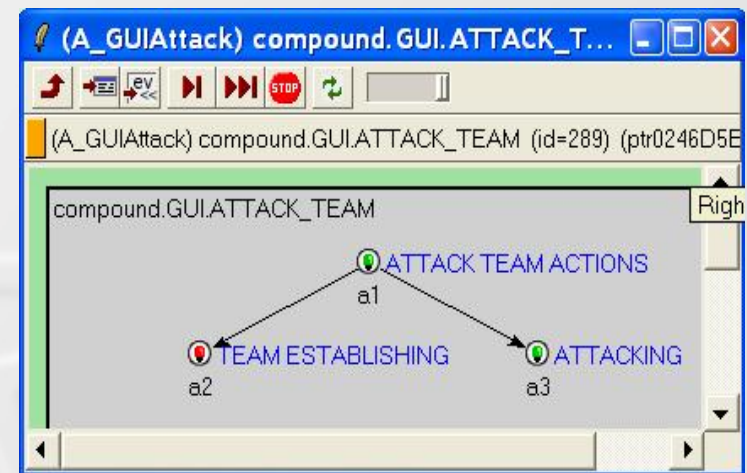 (A_GUIAttack) compound.GUI.ATTACK_T...
ev
<<
STOP
(A_GUIAttack) compound.GUI.ATTACK_TEAM (id=289) (ptr0246D5E
Righ
compound.GUI.ATTACK_TEAM
ATTACK TEAM ACTIONS
a1
TEAM ESTABLISHING
ATTACKING
a2
a3